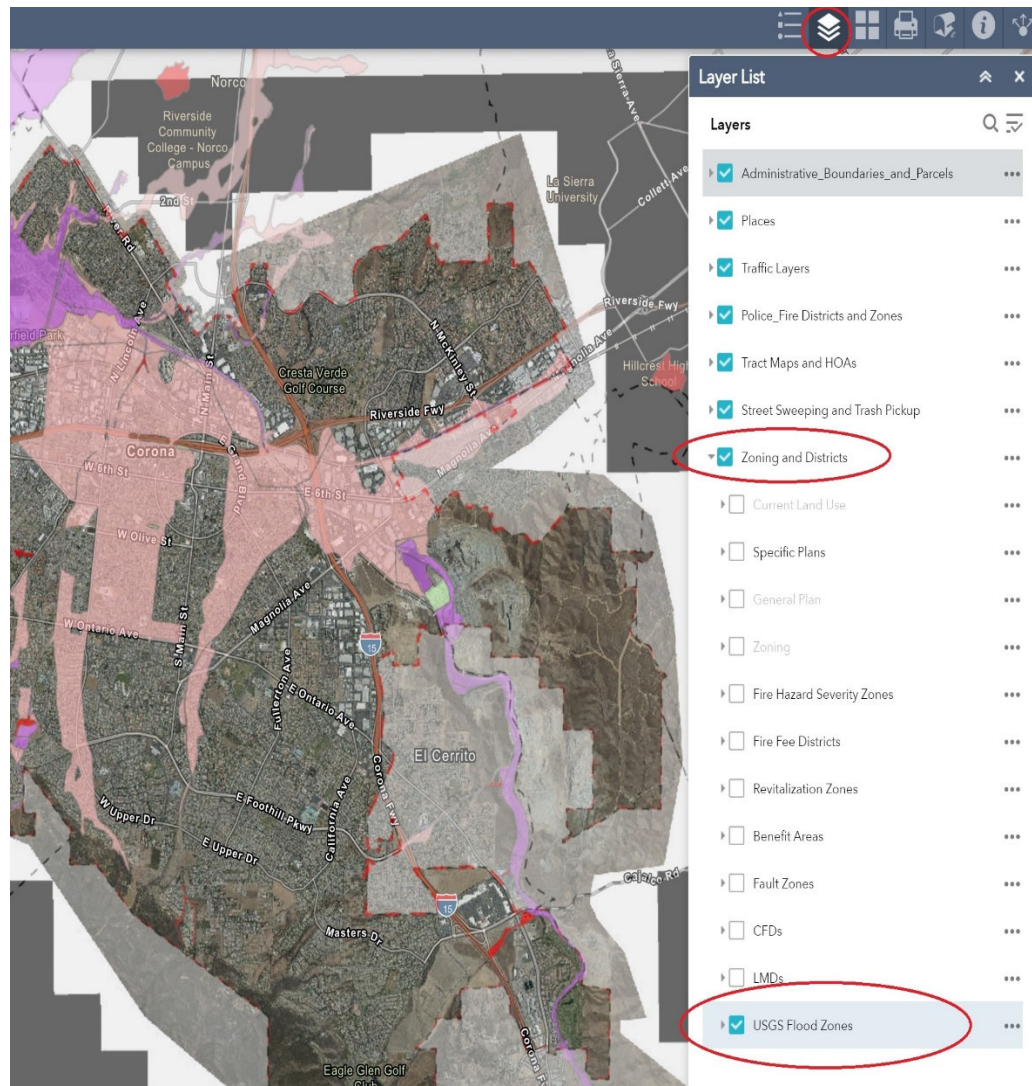 Norco
Riverside
Community
College - Norco
Campus
2nd St
River Rd
La Sierra
University
Collett Ave
Riverside Fwy
N McKinley St
Magnolia Ave
Hillcrest High
School
N Lincoln Ave
N Main St
Cresta Verde
Golf Course
Riverside Fwy
Magnolia Ave
Corona
W 6th St
E Grand Blvd
E 6th St
W Olive St
Magnolia Ave
W Ontario Ave
S Main St
15
Fullerton Ave
E Ontario Ave
El Cerrito
Corona Fwy
California Ave
E Foothill Pkwy
W Upper Dr
E Upper Dr
Cajalco Rd
15
Masters Dr
Eagle Glen Golf
Club
Layer List
Layers
Administrative_Boundaries_and_Parcels
Places
Traffic Layers
Police_Fire Districts and Zones
Tract Maps and HOAs
Street Sweeping and Trash Pickup
Zoning and Districts
Current Land Use
Specific Plans
General Plan
Zoning
Fire Hazard Severity Zones
Fire Fee Districts
Revitalization Zones
Benefit Areas
Fault Zones
CFDs
LMDs
USGS Flood Zones